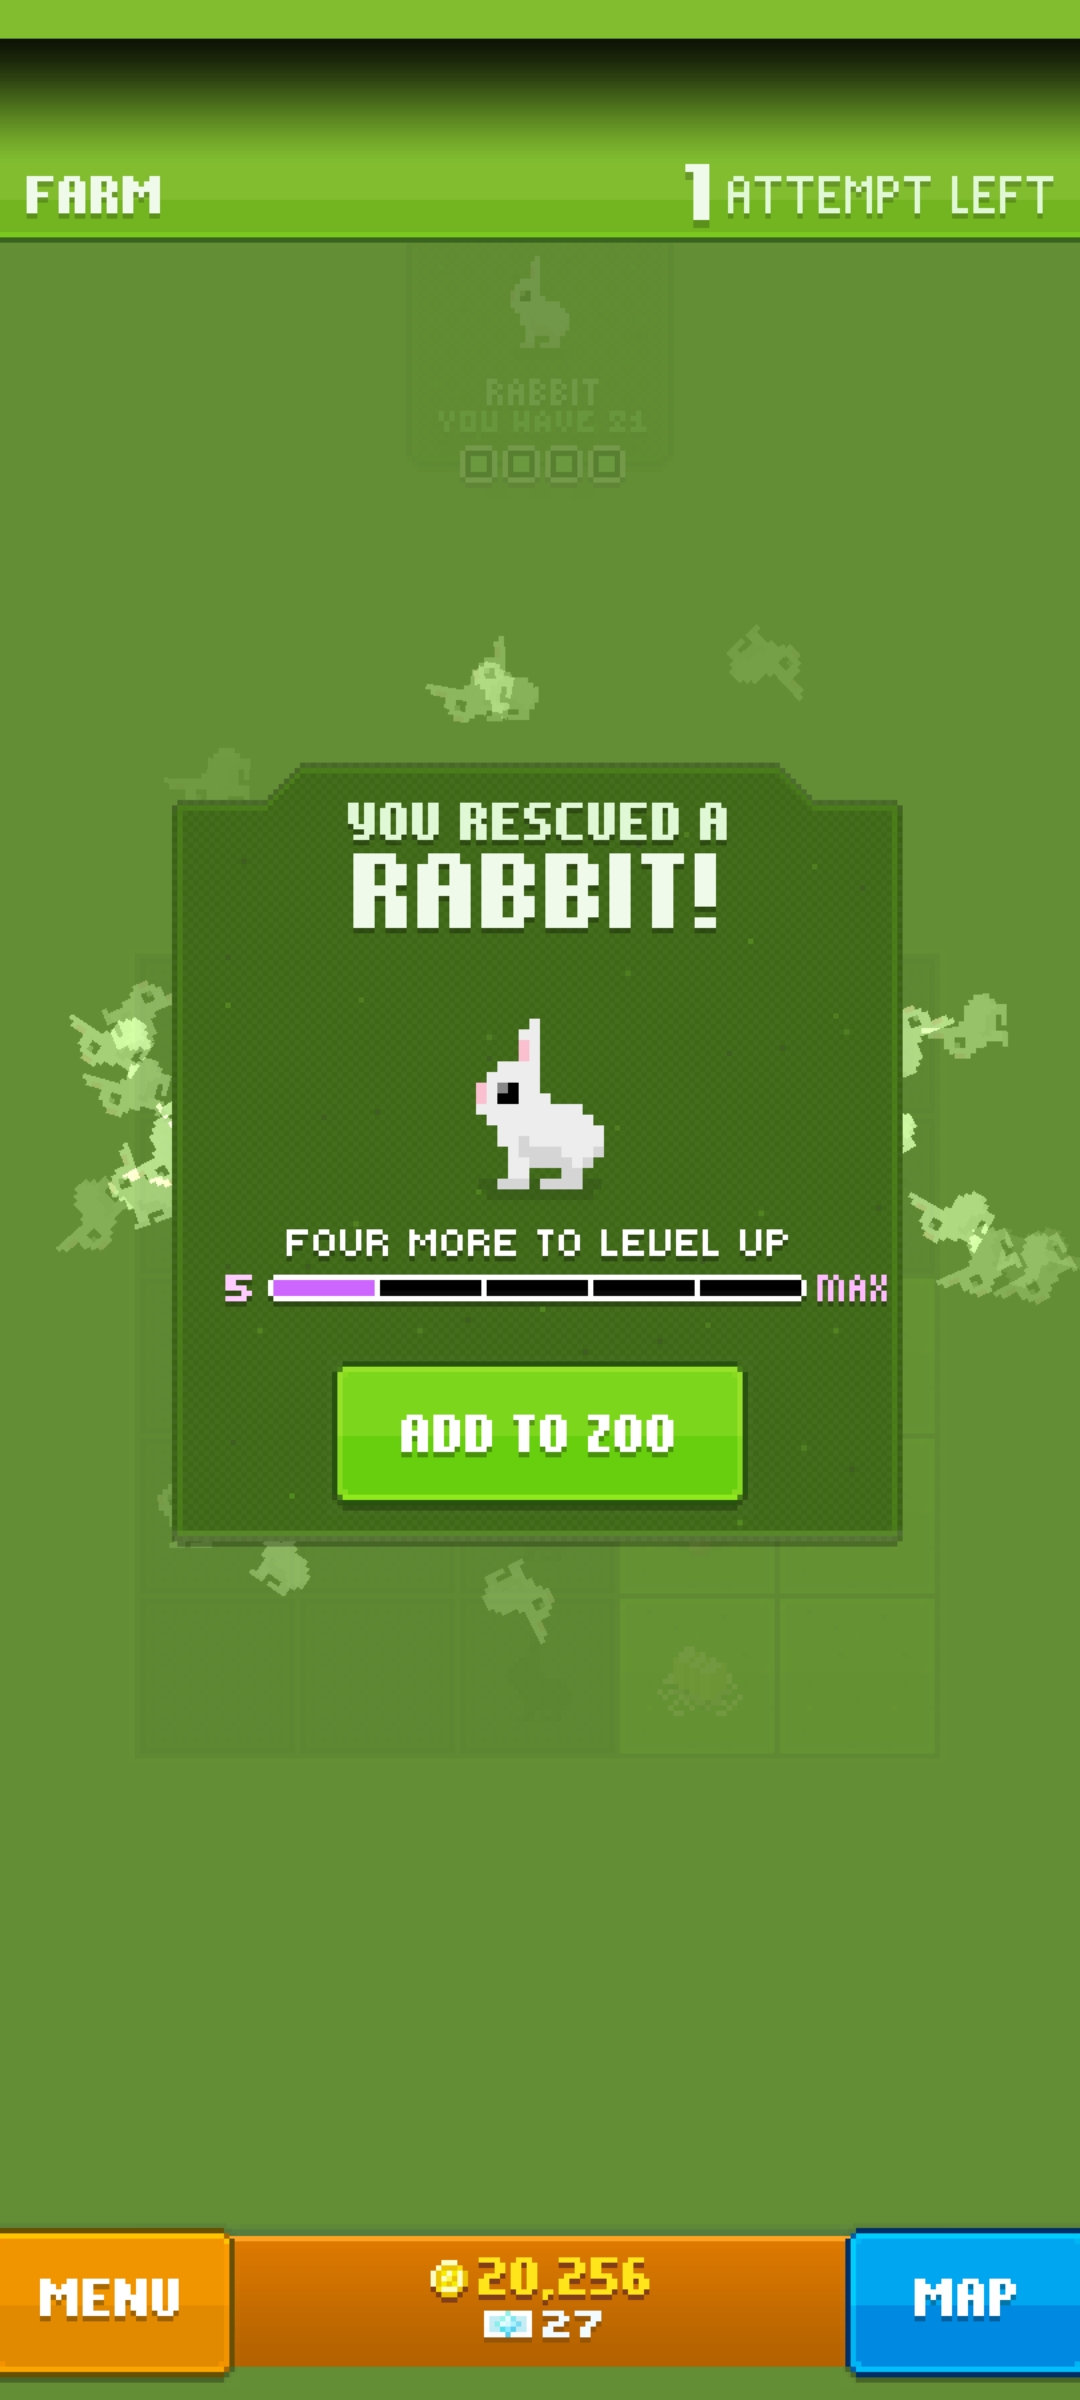 FARM
1 ATTEMPT LEFT
RABBIT
YOU HAVE 21
YOU RESCUED A
RABBIT!
FOUR MORE TO LEVEL UP
5 MAX
ADD TO ZOO
MENU
20,256
27
MAP